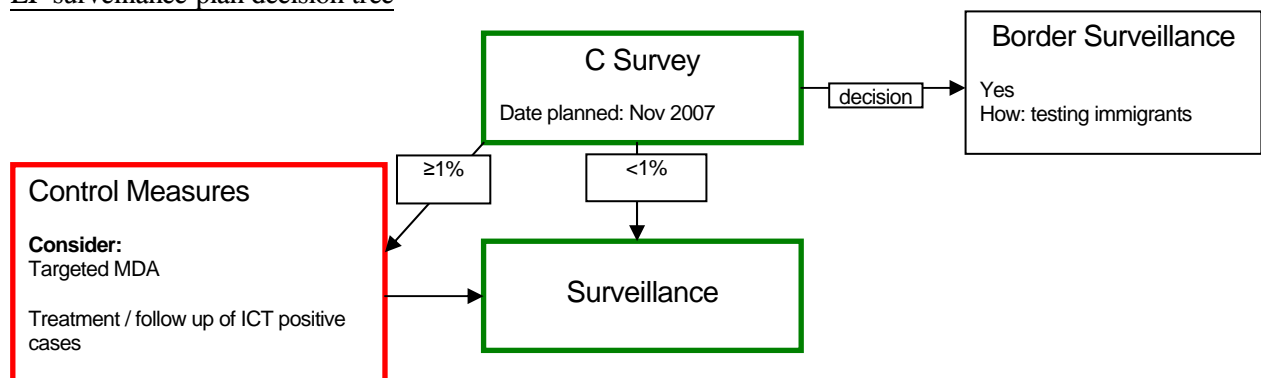 LF surveillance plan decision tree
C Survey
Date planned: Nov 2007
decision
Border Surveillance
Yes
How: testing immigrants
≥1%
<1%
Control Measures
Consider:
Targeted MDA
Treatment / follow up of ICT positive
cases
Surveillance